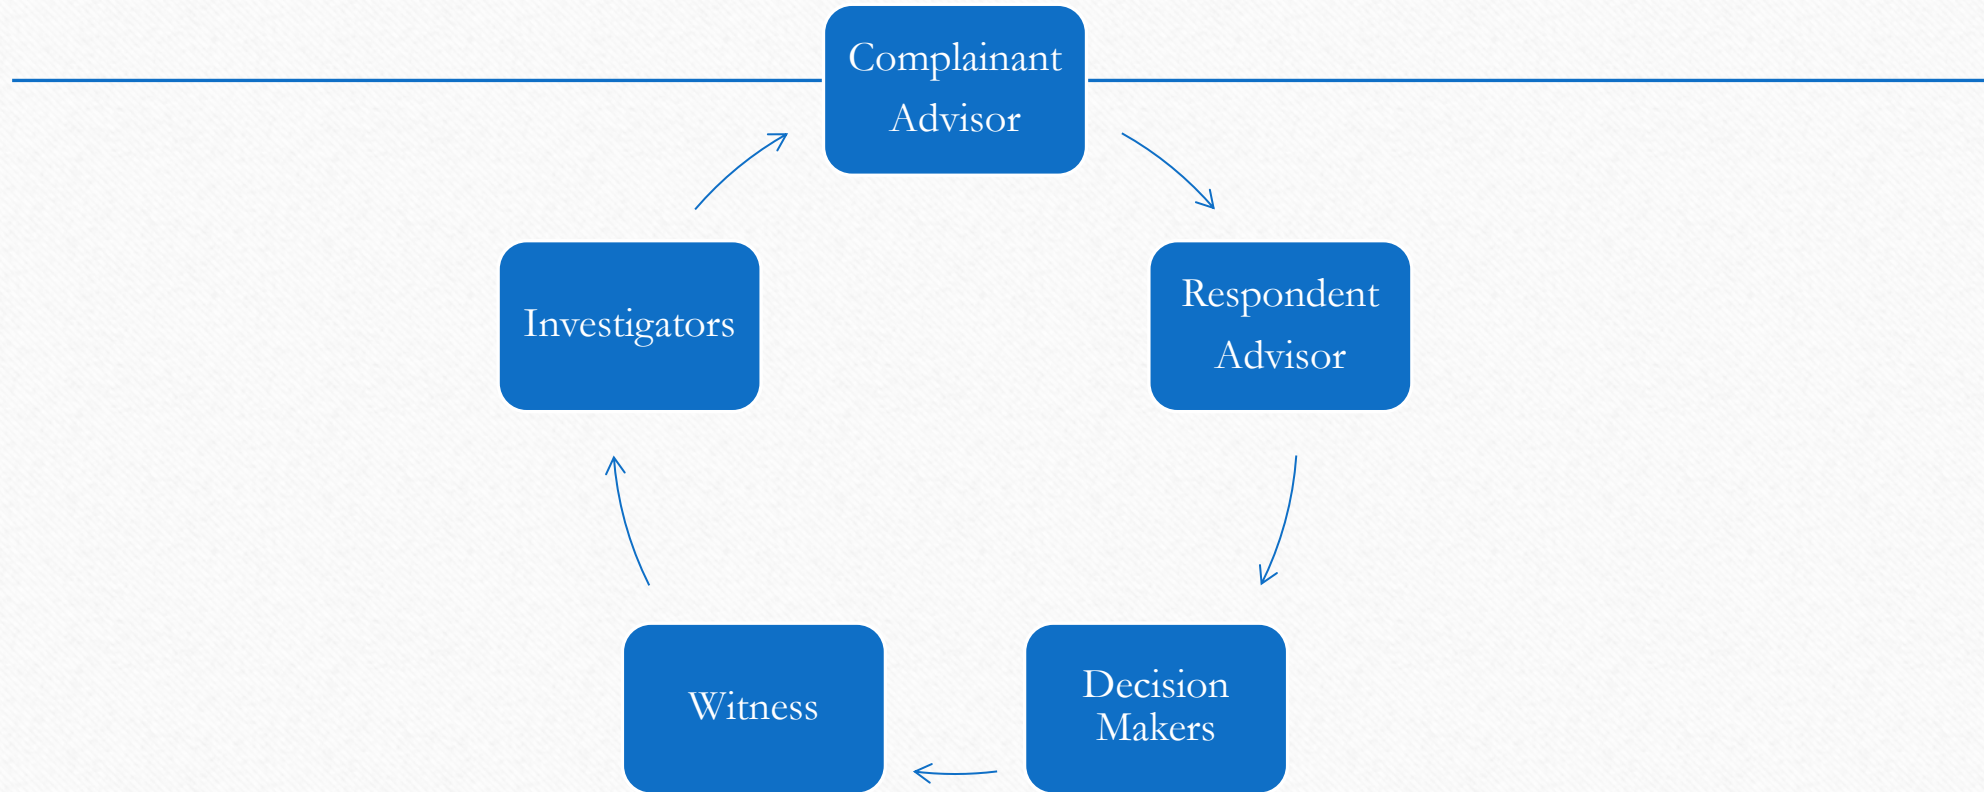 Complainant
Advisor
Respondent
Advisor
Decision
Makers
Witness
Investigators